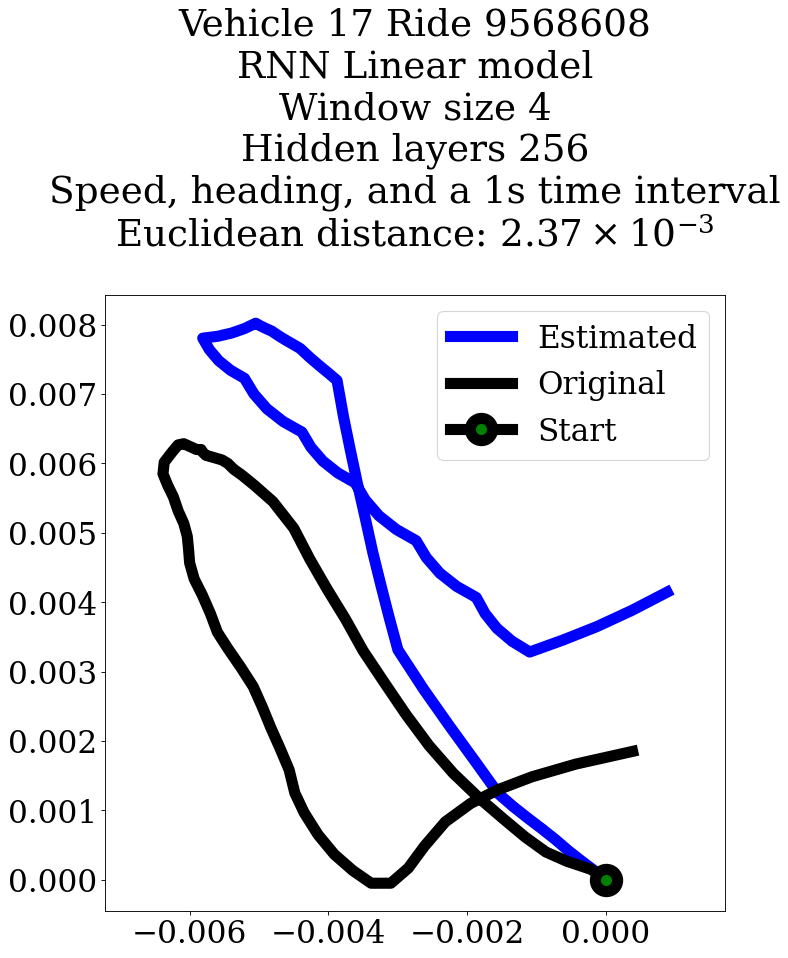 Vehicle 17 Ride 9568608
RNN Linear model
Window size 4
Hidden layers 256
Speed, heading, and a 1s time interval
Euclidean distance: 2.37 × 10⁻³
Estimated
Original
Start
0.008
0.007
0.006
0.005
0.004
0.003
0.002
0.001
0.000
−0.006 −0.004 −0.002 0.000